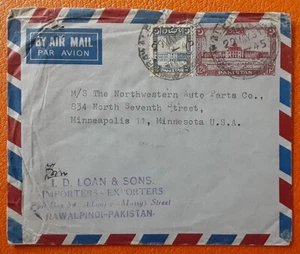 BY AIR MAIL
PAR AVION
PAKISTAN
M/S The Northwestern Auto Parts Co.,
834 North Seventh Street,
Minneapolis 11, Minnesota U.S.A.
I. D. LOAN & SONS.
IMPORTERS-EXPORTERS
Street
RAWALPINDI-PAKISTAN.